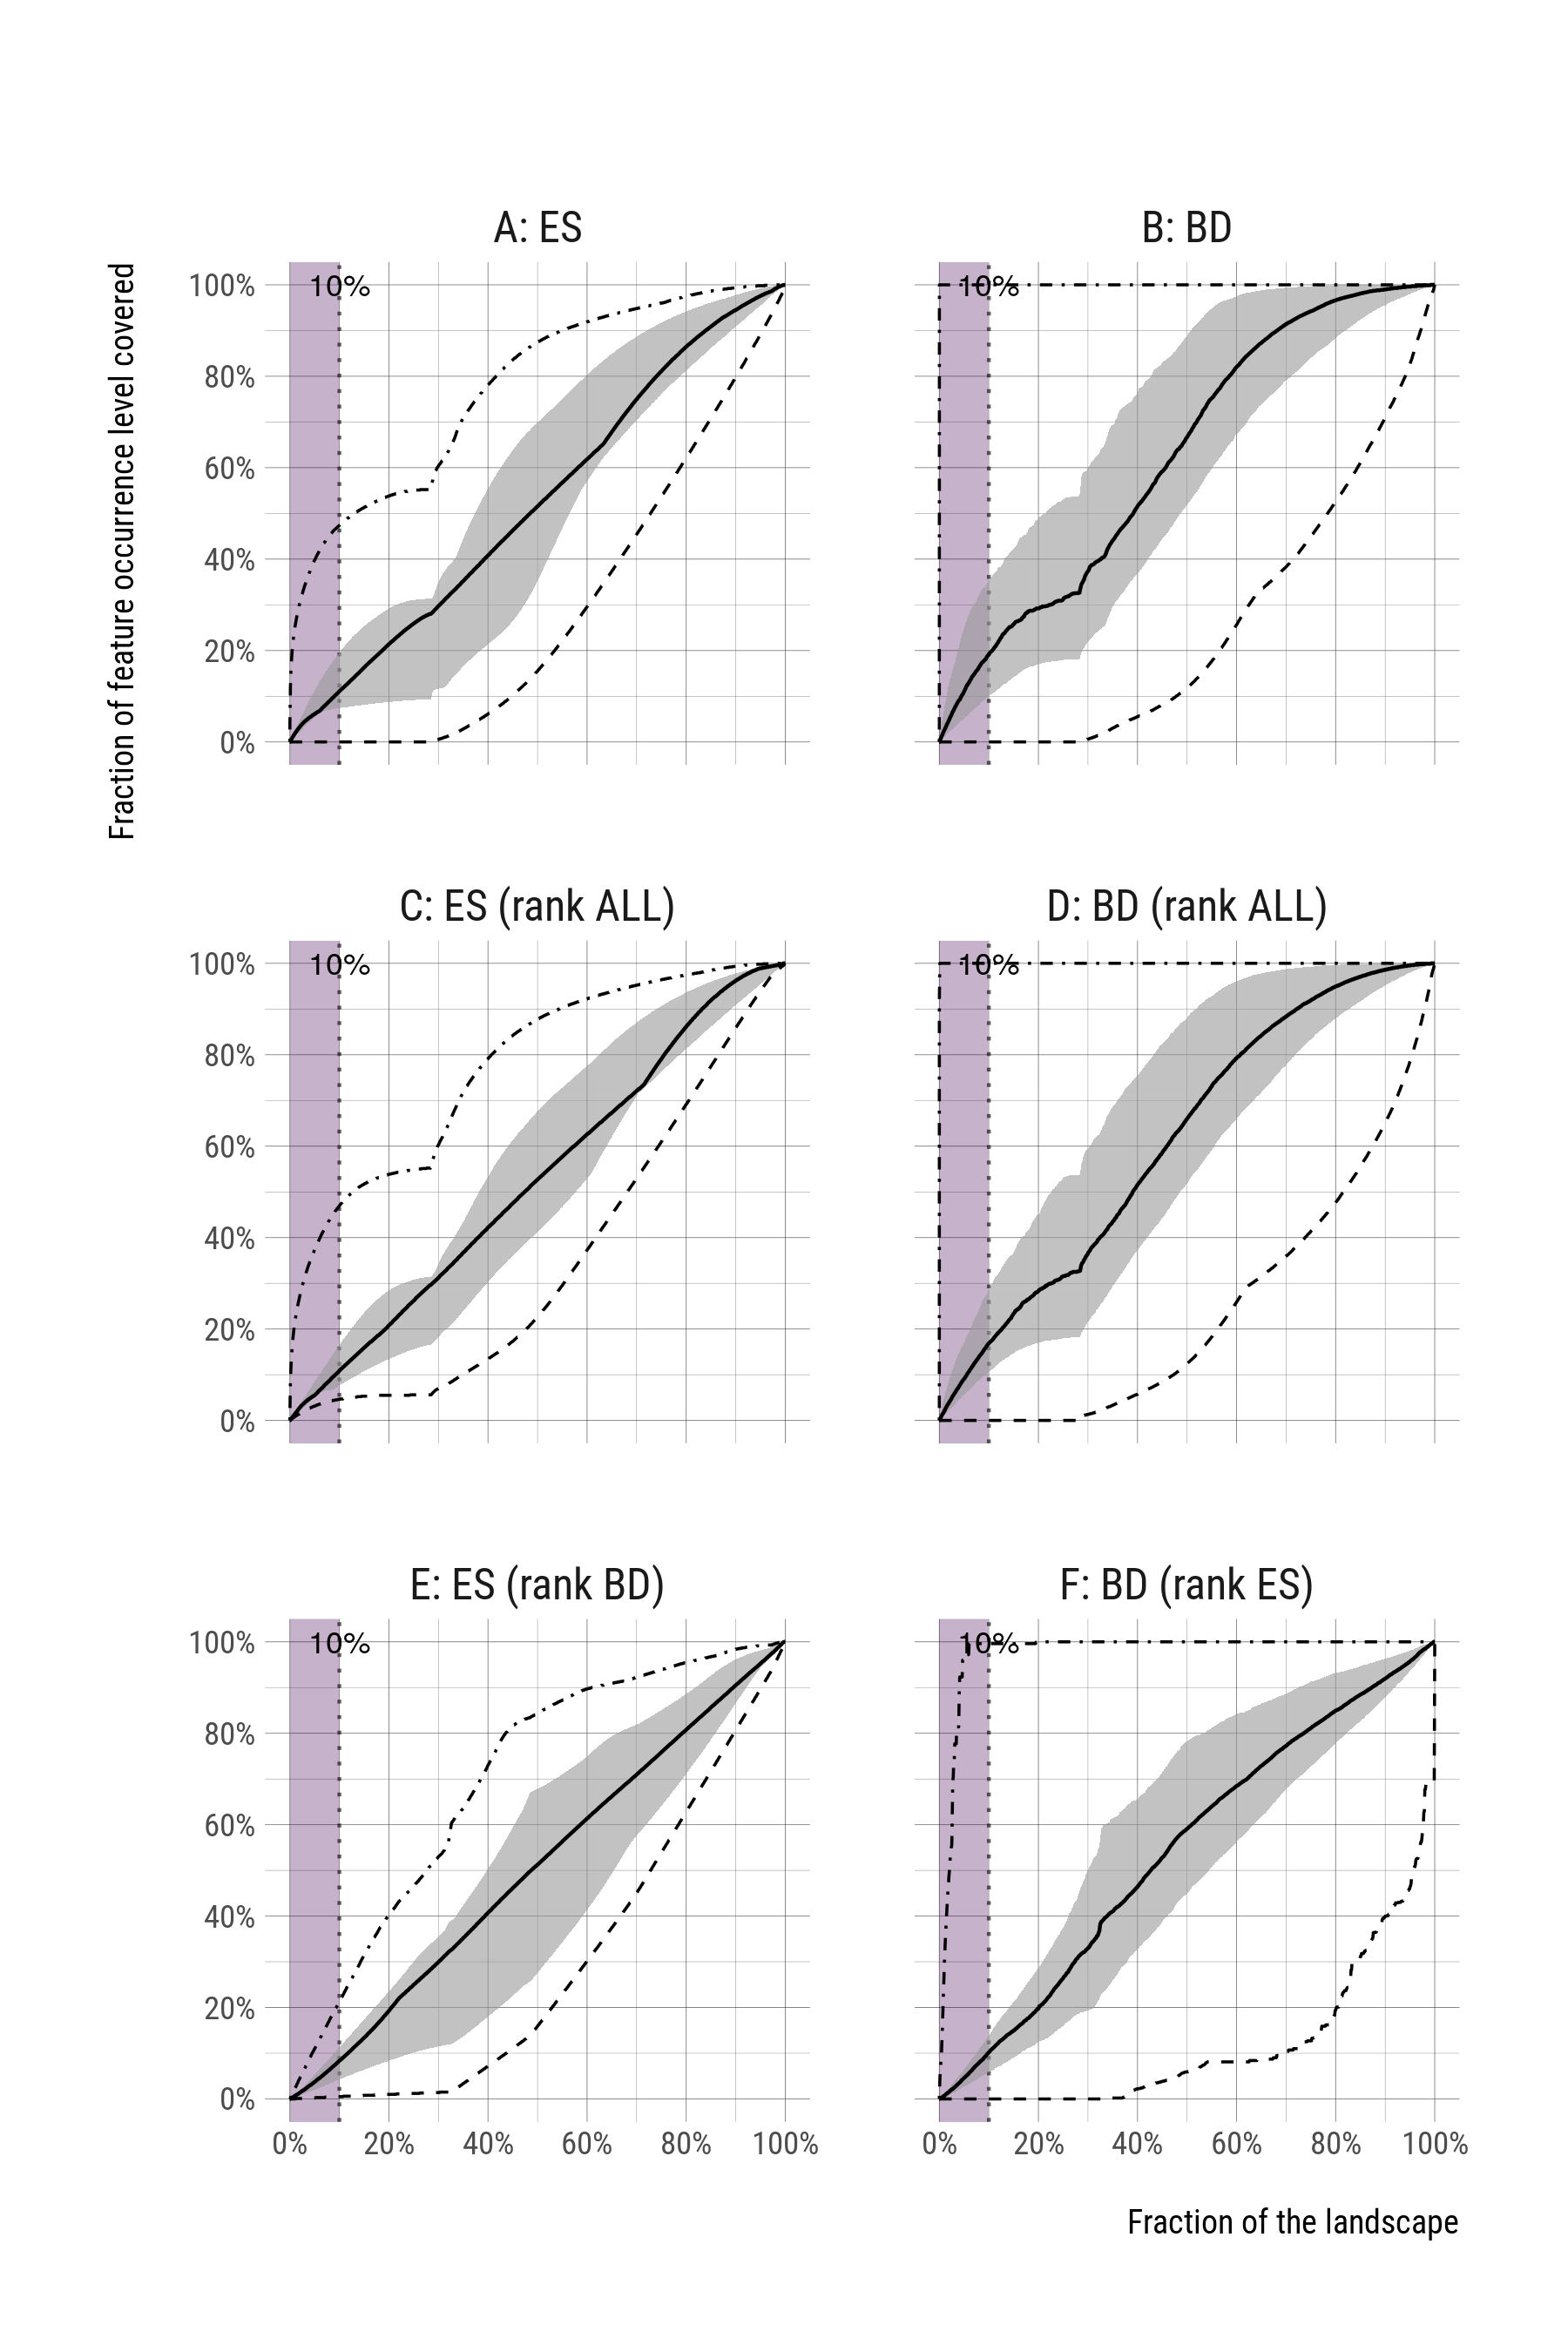 A: ES
B: BD
Fraction of feature occurrence level covered
100%
80%
60%
40%
20%
0%
10%
10%
C: ES (rank ALL)
D: BD (rank ALL)
100%
80%
60%
40%
20%
0%
10%
10%
E: ES (rank BD)
F: BD (rank ES)
100%
80%
60%
40%
20%
0%
10%
10%
0% 20% 40% 60% 80% 100%
0% 20% 40% 60% 80% 100%
Fraction of the landscape